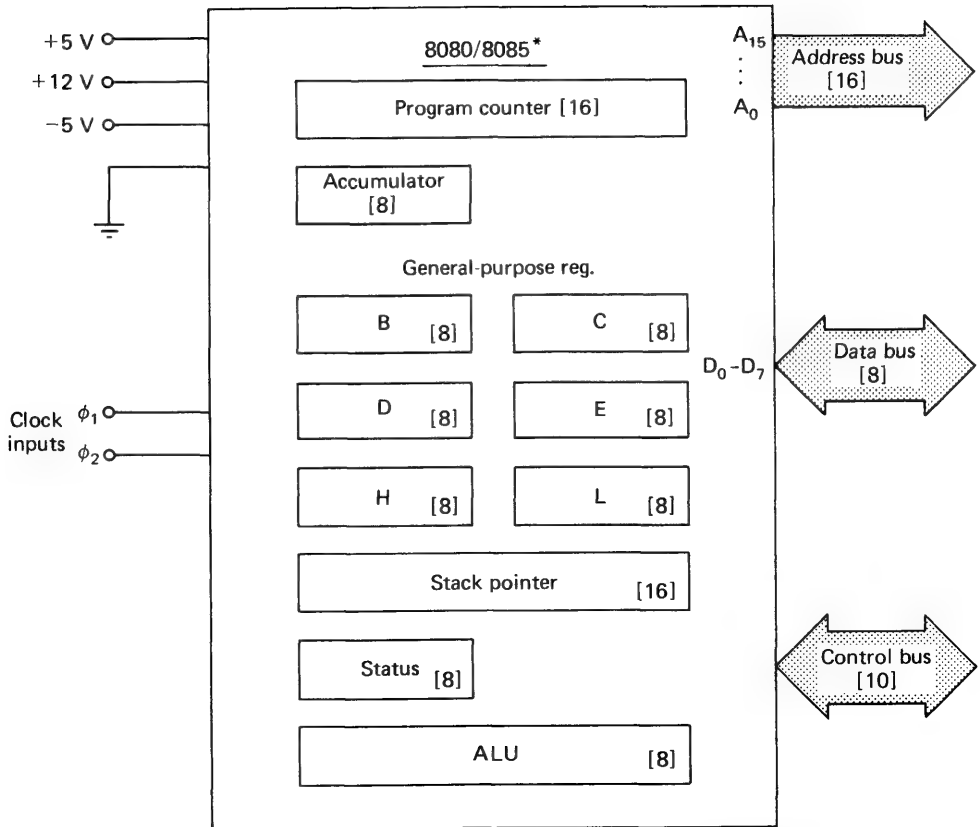 8080/8085*
+5 V
+12 V
−5 V
Program counter [16]
Accumulator
[8]
General-purpose reg.
B [8]
C [8]
D [8]
E [8]
H [8]
L [8]
Stack pointer [16]
Status [8]
ALU [8]
Clock
inputs
ϕ1
ϕ2
A15
A0
Address bus
[16]
D0-D7
Data bus
[8]
Control bus
[10]